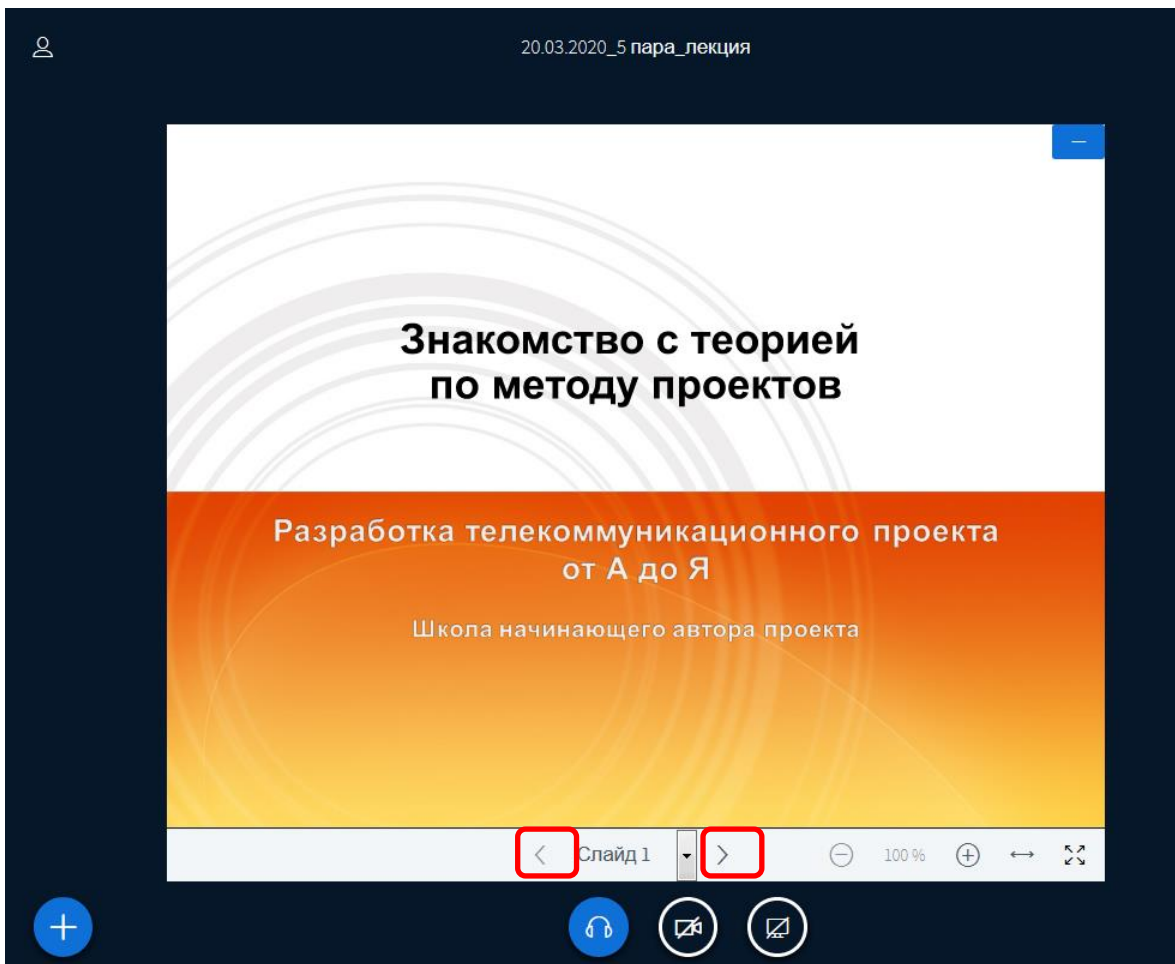 20.03.2020_5 пара_лекция
Знакомство с теорией
по методу проектов
Разработка телекоммуникационного проекта
от А до Я
Школа начинающего автора проекта
Слайд 1
100 %